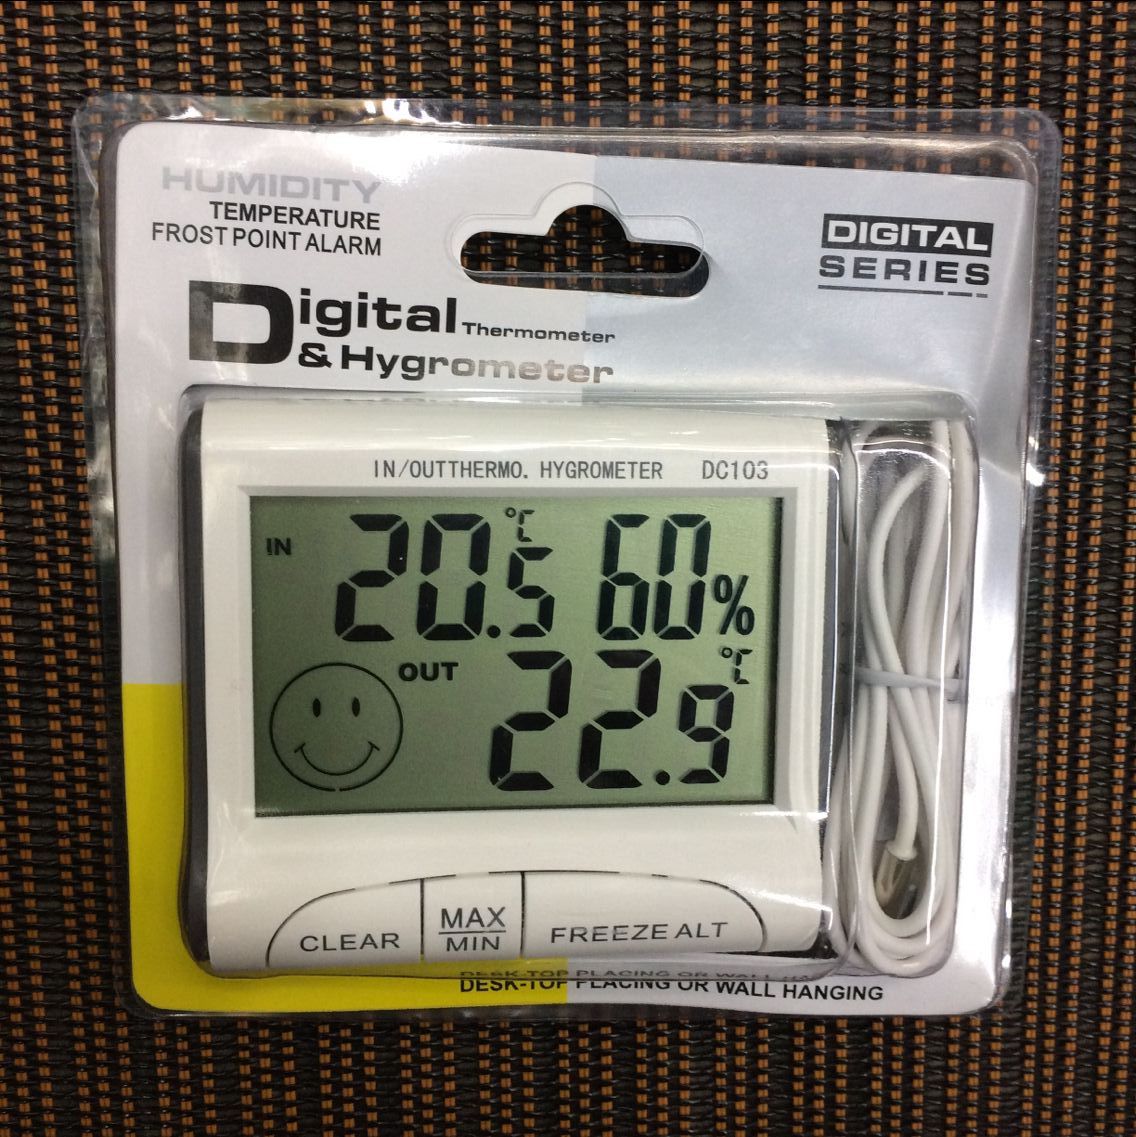 HUMIDITY
TEMPERATURE
FROST POINT ALARM
DIGITAL
SERIES
Digital Thermometer
& Hygrometer
IN/OUTTHERMO. HYGROMETER DC103
IN 20.5 °C 60%
OUT 22.9 °C
CLEAR
MAX
MIN
FREEZE ALT
DESK-TOP PLACING OR WALL HANGING